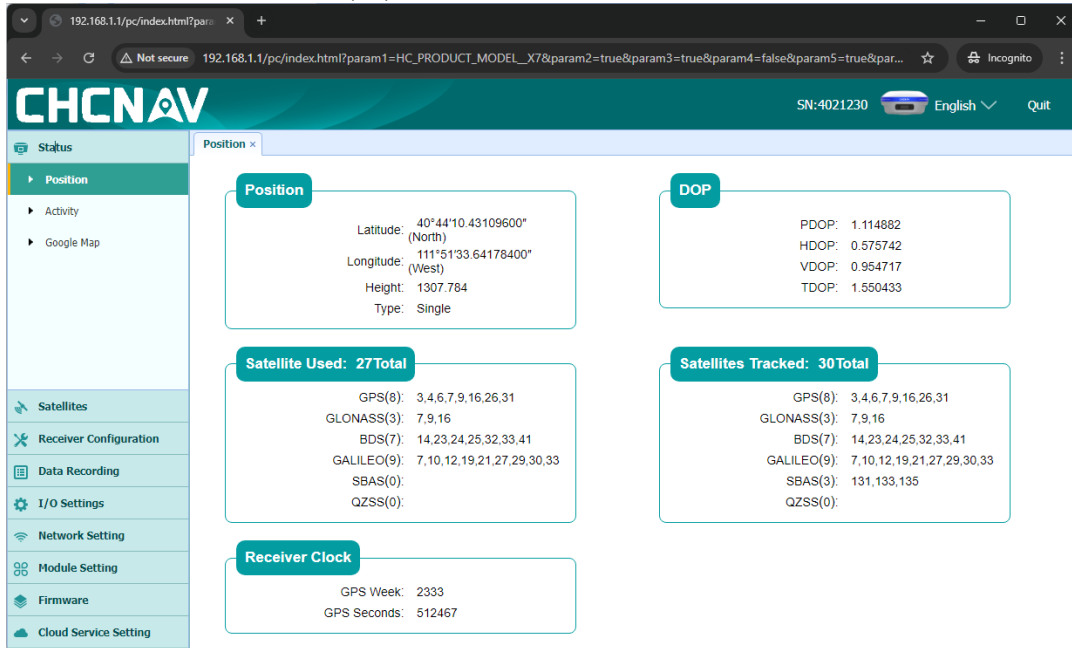 192.168.1.1/pc/index.html?para
Not secure 192.168.1.1/pc/index.html?param1=HC_PRODUCT_MODEL__X7&param2=true&param3=true&param4=false&param5=true&par... Incognito
CHCNAV SN:4021230 English Quit
Status
Position
Activity
Google Map
Satellites
Receiver Configuration
Data Recording
I/O Settings
Network Setting
Module Setting
Firmware
Cloud Service Setting
Position ×
Position
Latitude: 40°44'10.43109600" (North)
Longitude: 111°51'33.64178400" (West)
Height: 1307.784
Type: Single
DOP
PDOP: 1.114882
HDOP: 0.575742
VDOP: 0.954717
TDOP: 1.550433
Satellite Used: 27Total
GPS(8): 3,4,6,7,9,16,26,31
GLONASS(3): 7,9,16
BDS(7): 14,23,24,25,32,33,41
GALILEO(9): 7,10,12,19,21,27,29,30,33
SBAS(0):
QZSS(0):
Satellites Tracked: 30Total
GPS(8): 3,4,6,7,9,16,26,31
GLONASS(3): 7,9,16
BDS(7): 14,23,24,25,32,33,41
GALILEO(9): 7,10,12,19,21,27,29,30,33
SBAS(3): 131,133,135
QZSS(0):
Receiver Clock
GPS Week: 2333
GPS Seconds: 512467